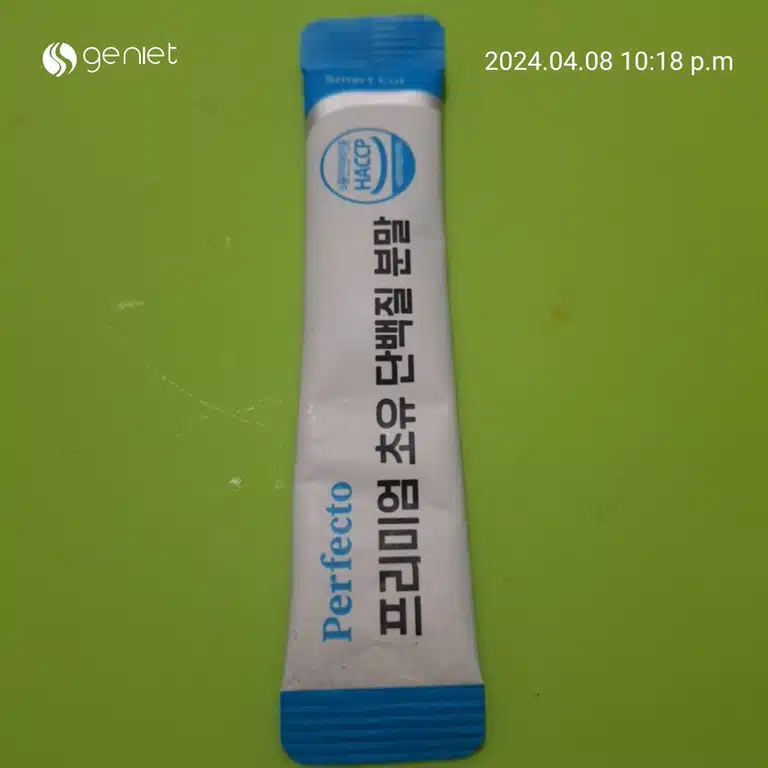 geniet
2024.04.08 10:18 p.m
Smart Cut
HACCP
Perfecto
프리미엄 초유 단백질 분말